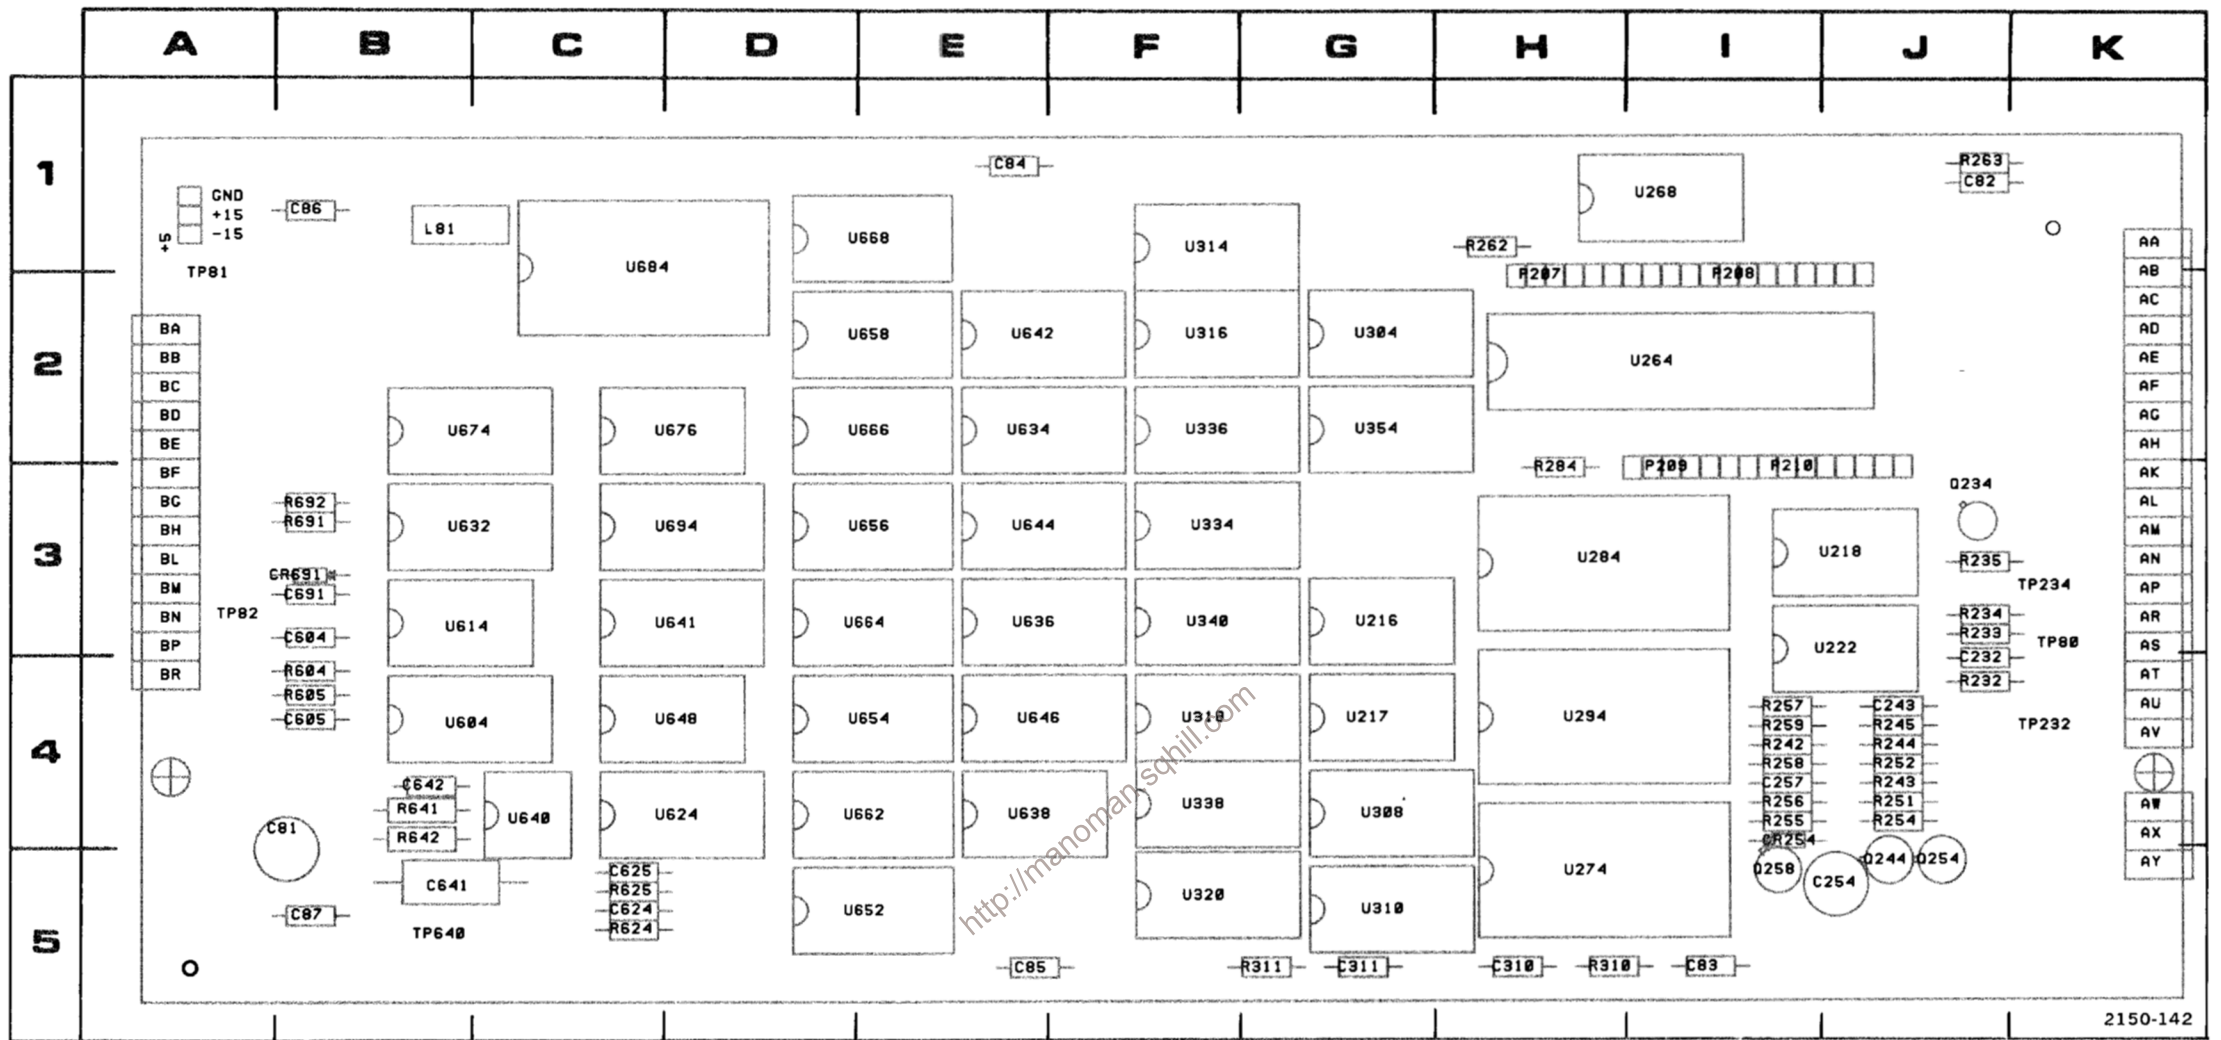 A B C D E F G H I J K
1
C84
R263
C82
GND
+15
-15
+5
TP81
C86
L81
U684
U668
U314
U268
R262
P207 P208
AA
AB
AC
AD
AE
AF
AG
AH
AK
AL
AM
AN
AP
AR
AS
AT
AU
AV
AW
AX
AY
2
BA
BB
BC
BD
BE
BF
BG
BH
BL
BM
BN
BP
BR
U658 U642 U316 U304 U264
U674 U676 U666 U634 U336 U354
R284 P209 P210
3
R692
R691
CR691
C691
TP82
C604
U632 U694 U656 U644 U334 U284 U218
Q234
R235
TP234
U614 U641 U664 U636 U340 U216 U222
R234
R233
C232
R232
TP80
TP232
4
R604
R605
C605
U604 U648 U654 U646 U318 U217 U294
R257
R259
R242
R258
C257
R256
R255
CR254
C243
R245
R244
R252
R243
R251
R254
C642
R641
R642
C81
U640 U624 U662 U638 U338 U308
Q258 C254 Q244 Q254
5
C641
C87
TP640
C625
R625
C624
R624
U652 U320 U310 U274
C85 R311 C311 C310 R310 C83
http://manoman.sqhill.com
2150-142